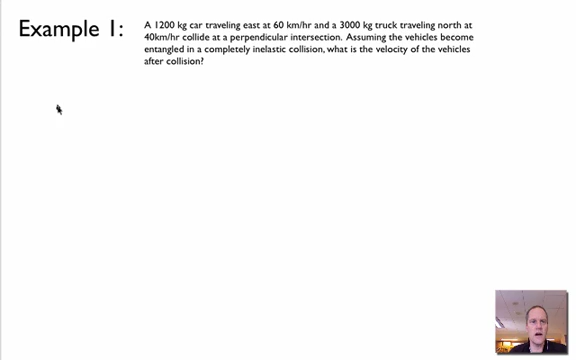 Example 1:
A 1200 kg car traveling east at 60 km/hr and a 3000 kg truck traveling north at
40km/hr collide at a perpendicular intersection. Assuming the vehicles become
entangled in a completely inelastic collision, what is the velocity of the vehicles
after collision?